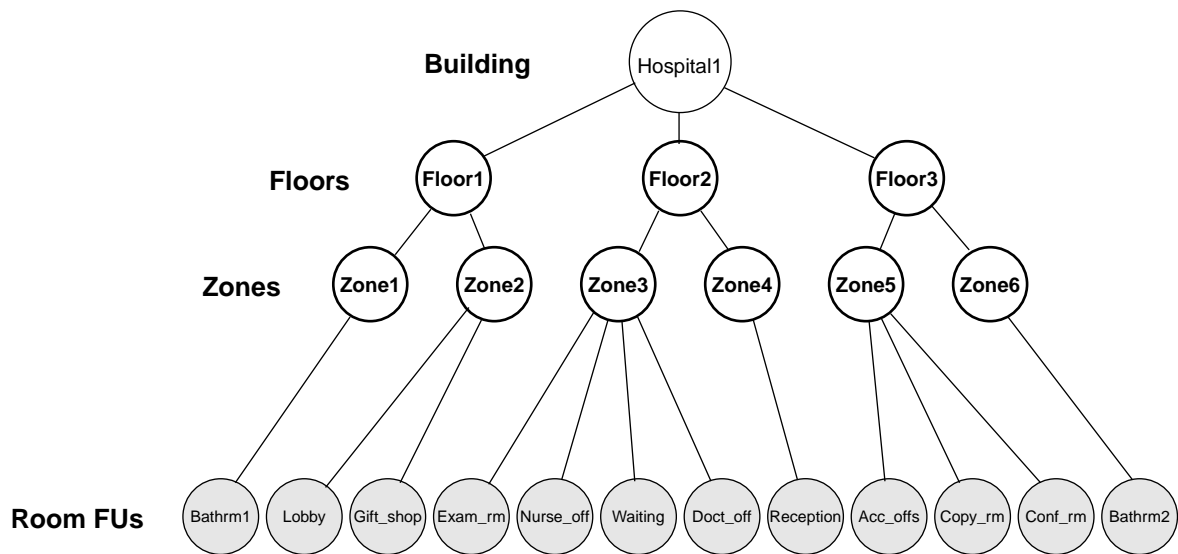 Building
Hospital1
Floors
Floor1
Floor2
Floor3
Zones
Zone1
Zone2
Zone3
Zone4
Zone5
Zone6
Room FUs
Bathrm1
Lobby
Gift_shop
Exam_rm
Nurse_off
Waiting
Doct_off
Reception
Acc_offs
Copy_rm
Conf_rm
Bathrm2